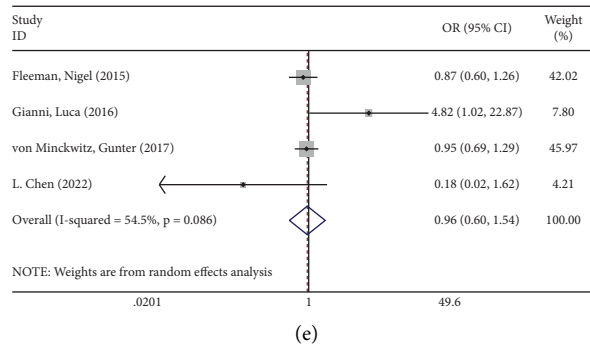 Study ID OR (95% CI) Weight (%)
Fleeman, Nigel (2015) 0.87 (0.60, 1.26) 42.02
Gianni, Luca (2016) 4.82 (1.02, 22.87) 7.80
von Minckwitz, Gunter (2017) 0.95 (0.69, 1.29) 45.97
L. Chen (2022) 0.18 (0.02, 1.62) 4.21
Overall (I-squared = 54.5%, p = 0.086) 0.96 (0.60, 1.54) 100.00
NOTE: Weights are from random effects analysis
.0201 1 49.6
(e)